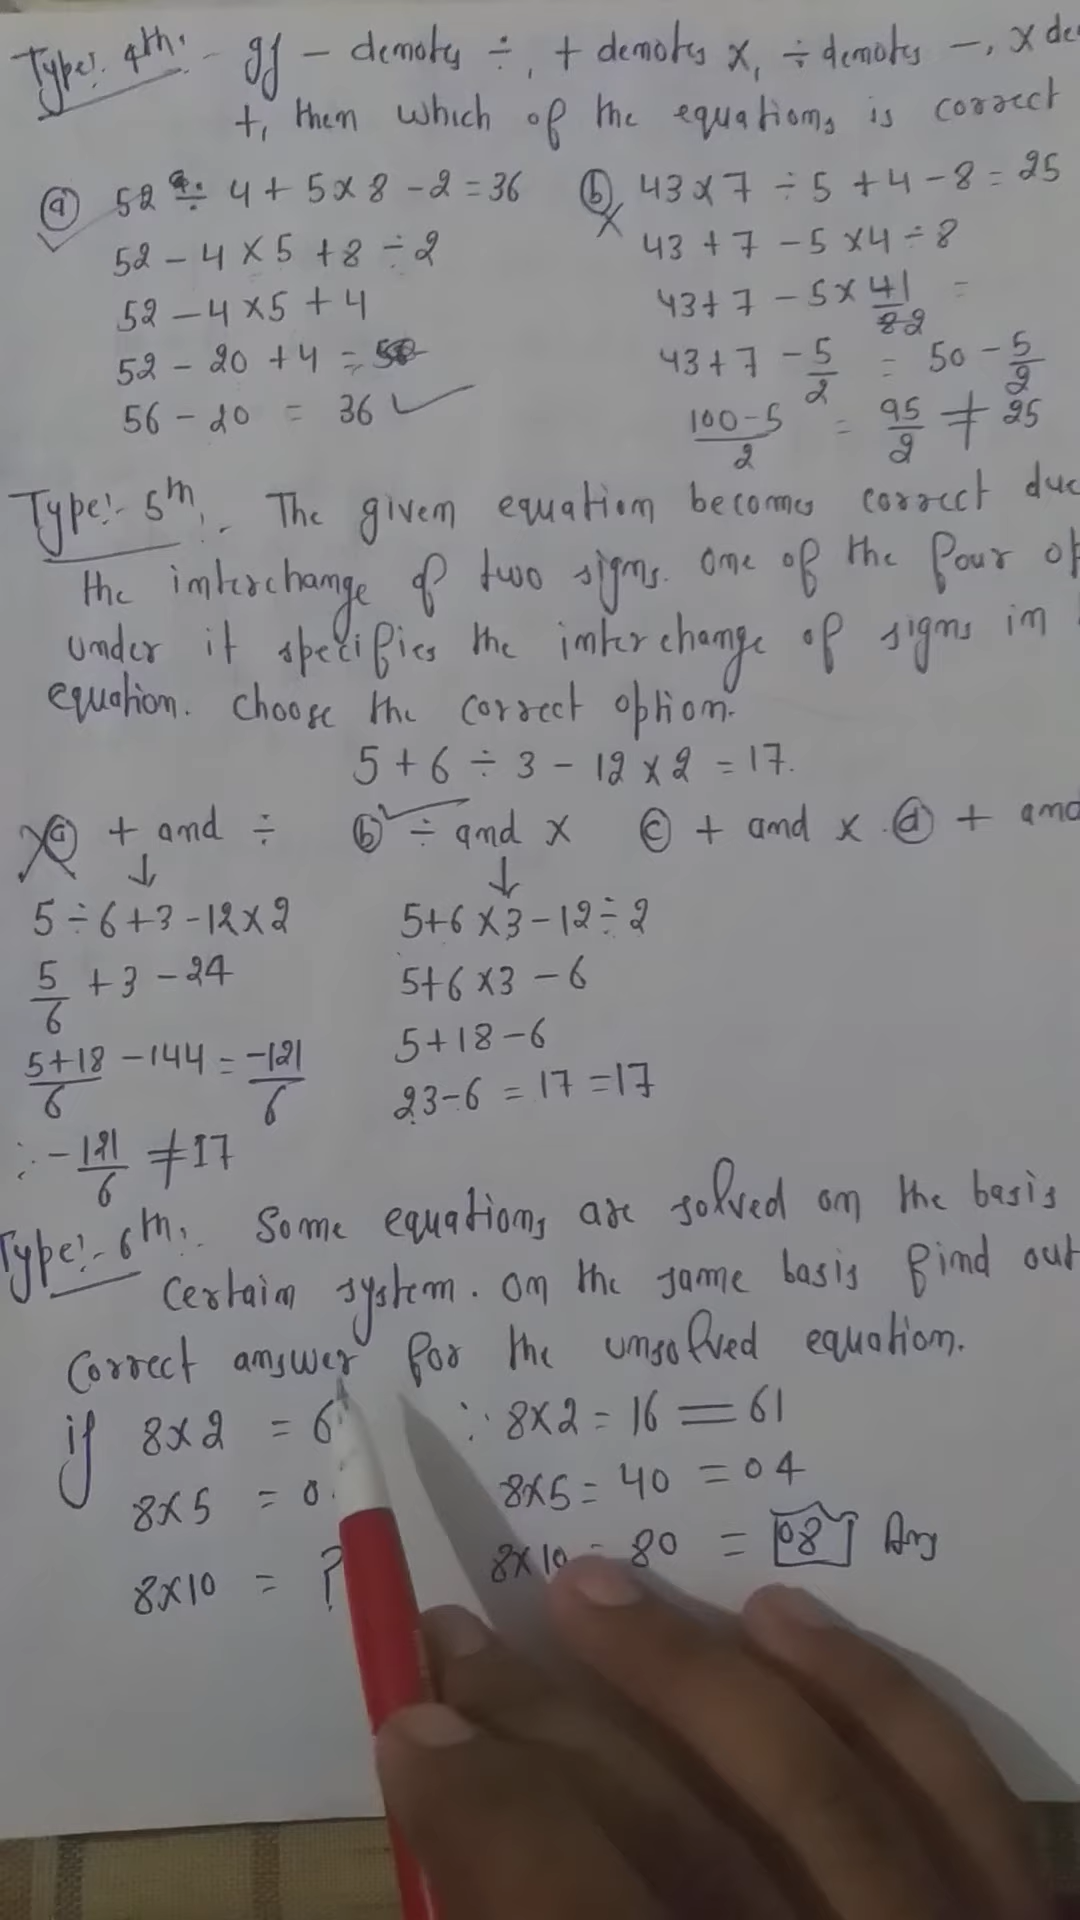 Type:- 4th:- If - denotes ÷, + denotes x, ÷ denotes -, x de
+, then which of the equations is correct
(a) 52 ÷ 4 + 5 x 8 - 2 = 36
52 - 4 x 5 + 8 ÷ 2
52 - 4 x 5 + 4
52 - 20 + 4 =
56 - 20 = 36 ✓
(b) 43 x 7 ÷ 5 + 4 - 8 = 25
43 + 7 - 5 x 4 ÷ 8
43 + 7 - 5 x 41/82 =
43 + 7 - 5/2 = 50 - 5/2
100-5/2 = 95/2 ≠ 25
Type:- 5th:- The given equation becomes correct due
the interchange of two signs. One of the four op
under it specifies the interchange of signs in
equation. Choose the correct option.
5 + 6 ÷ 3 - 12 x 2 = 17.
(a) + and ÷ (b) ÷ and x (c) + and x (d) + and
5 ÷ 6 + 3 - 12 x 2
5/6 + 3 - 24
5+18/6 - 144 = -121/6
∴ -121/6 ≠ 17
5 + 6 x 3 - 12 ÷ 2
5 + 6 x 3 - 6
5 + 18 - 6
23 - 6 = 17 = 17
Type:- 6th:- Some equations are solved on the basis
certain system. On the same basis find out
correct answer for the unsolved equation.
if 8 x 2 = 6
8 x 5 = 0
8 x 10 = ?
∵ 8 x 2 = 16 = 61
8 x 5 = 40 = 04
8 x 10 = 80 = 08 Ans